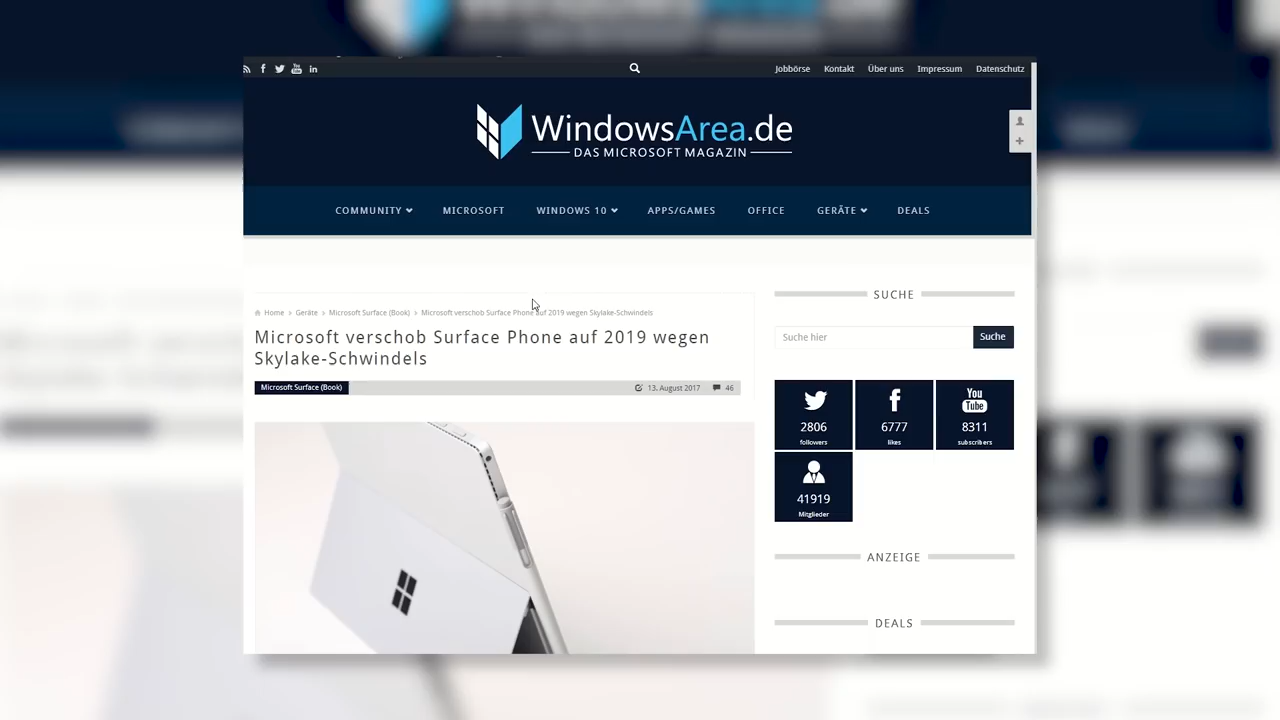 Jobbörse Kontakt Über uns Impressum Datenschutz
WindowsArea.de
DAS MICROSOFT MAGAZIN
COMMUNITY MICROSOFT WINDOWS 10 APPS/GAMES OFFICE GERÄTE DEALS
Home > Geräte > Microsoft Surface (Book) > Microsoft verschob Surface Phone auf 2019 wegen Skylake-Schwindels
Microsoft verschob Surface Phone auf 2019 wegen
Skylake-Schwindels
Microsoft Surface (Book) 13. August 2017 46
SUCHE
Suche hier Suche
You
Tube
2806 6777 8311
followers likes subscribers
41919
Mitglieder
ANZEIGE
DEALS